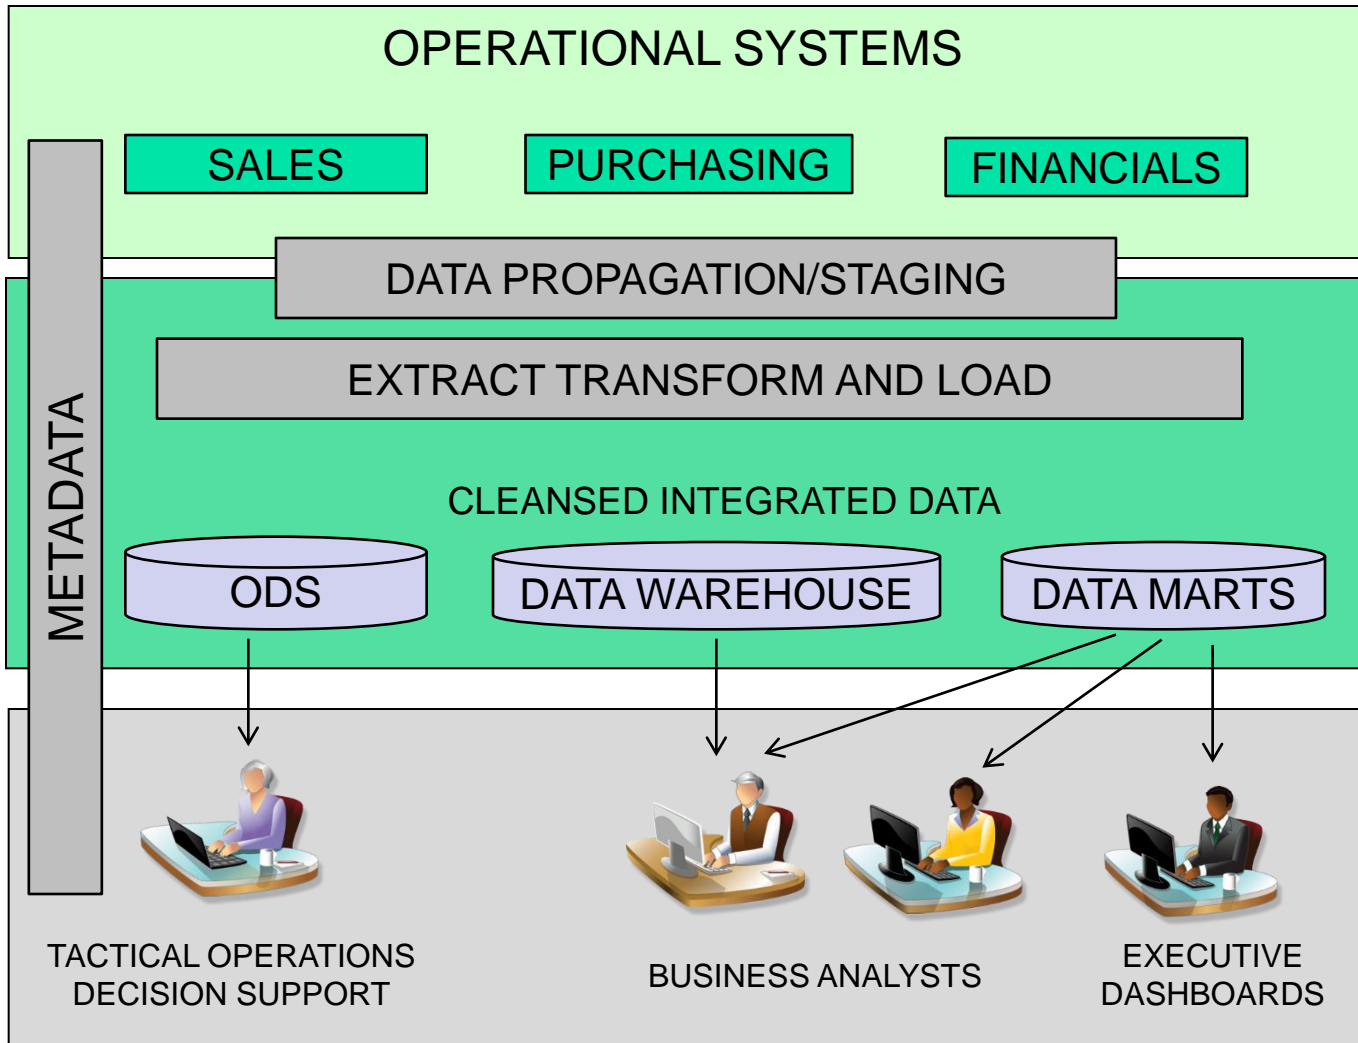 OPERATIONAL SYSTEMS
SALES
PURCHASING
FINANCIALS
DATA PROPAGATION/STAGING
EXTRACT TRANSFORM AND LOAD
METADATA
CLEANSED INTEGRATED DATA
ODS
DATA WAREHOUSE
DATA MARTS
TACTICAL OPERATIONS
DECISION SUPPORT
BUSINESS ANALYSTS
EXECUTIVE
DASHBOARDS